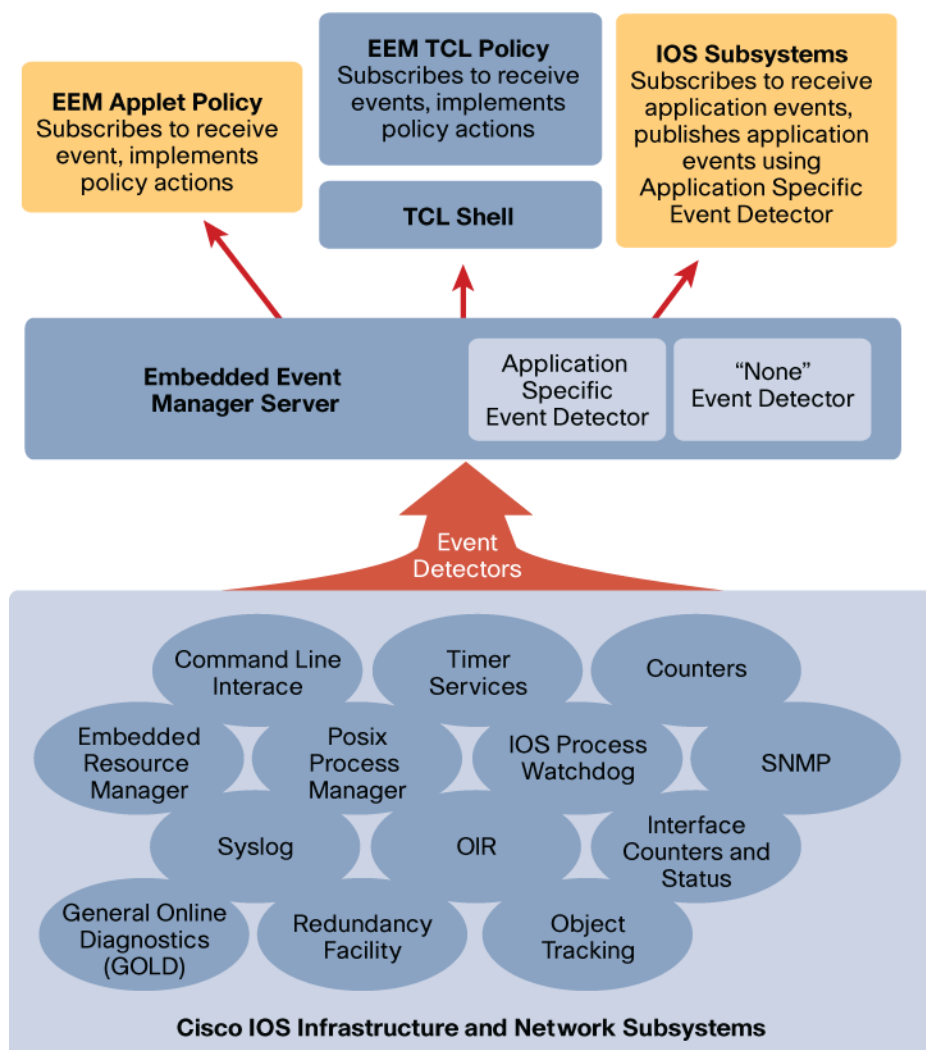 EEM Applet Policy
Subscribes to receive
event, implements
policy actions
EEM TCL Policy
Subscribes to receive
events, implements
policy actions
TCL Shell
IOS Subsystems
Subscribes to receive
application events,
publishes application
events using
Application Specific
Event Detector
Embedded Event
Manager Server
Application
Specific
Event Detector
“None”
Event Detector
Event
Detectors
Command Line
Interace
Timer
Services
Counters
Embedded
Resource
Manager
Posix
Process
Manager
IOS Process
Watchdog
SNMP
Syslog
OIR
Interface
Counters and
Status
General Online
Diagnostics
(GOLD)
Redundancy
Facility
Object
Tracking
Cisco IOS Infrastructure and Network Subsystems